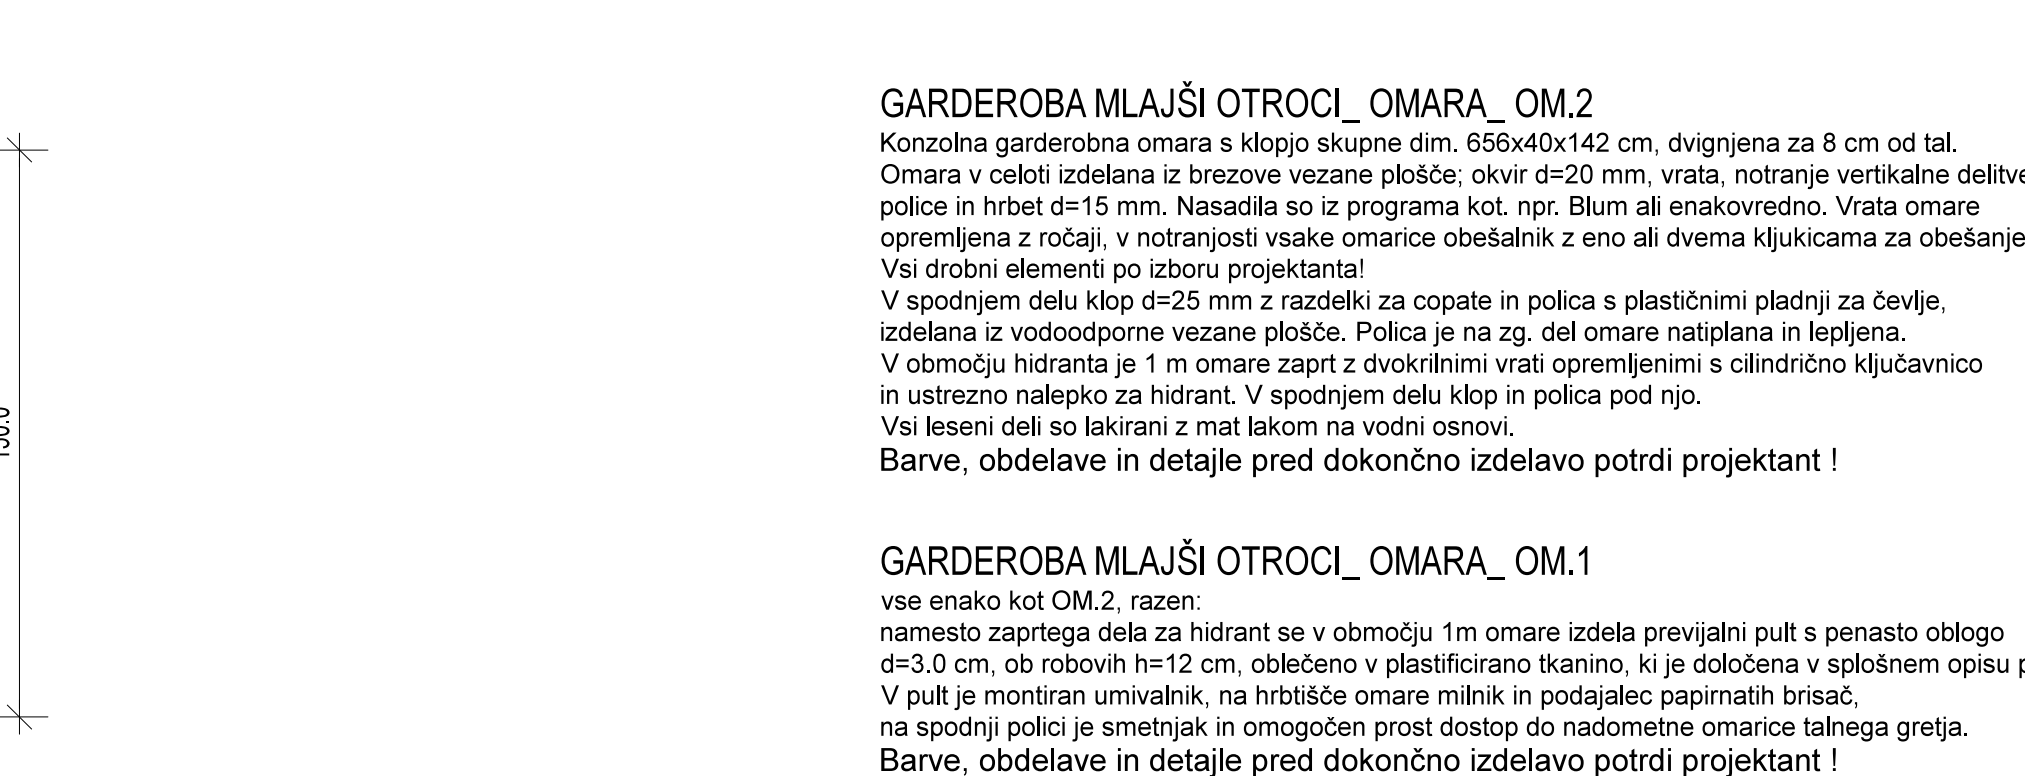 GARDEROBA MLAJŠI OTROCI_ OMARA_ OM.2
Konzolna garderobna omara s klopjo skupne dim. 656x40x142 cm, dvignjena za 8 cm od tal.
Omara v celoti izdelana iz brezove vezane plošče; okvir d=20 mm, vrata, notranje vertikalne delitve
police in hrbet d=15 mm. Nasadila so iz programa kot. npr. Blum ali enakovredno. Vrata omare
opremljena z ročaji, v notranjosti vsake omarice obešalnik z eno ali dvema kljukicama za obešanje
Vsi drobni elementi po izboru projektanta!
V spodnjem delu klop d=25 mm z razdelki za copate in polica s plastičnimi pladnji za čevlje,
izdelana iz vodoodporne vezane plošče. Polica je na zg. del omare natiplana in lepljena.
V območju hidranta je 1 m omare zaprt z dvokrilnimi vrati opremljenimi s cilindrično ključavnico
in ustrezno nalepko za hidrant. V spodnjem delu klop in polica pod njo.
Vsi leseni deli so lakirani z mat lakom na vodni osnovi.
Barve, obdelave in detajle pred dokončno izdelavo potrdi projektant !
GARDEROBA MLAJŠI OTROCI_ OMARA_ OM.1
vse enako kot OM.2, razen:
namesto zaprtega dela za hidrant se v območju 1m omare izdela previjalni pult s penasto oblogo
d=3.0 cm, ob robovih h=12 cm, oblečeno v plastificirano tkanino, ki je določena v splošnem opisu p
V pult je montiran umivalnik, na hrbtišče omare milnik in podajalec papirnatih brisač,
na spodnji polici je smetnjak in omogočen prost dostop do nadometne omarice talnega gretja.
Barve, obdelave in detajle pred dokončno izdelavo potrdi projektant !